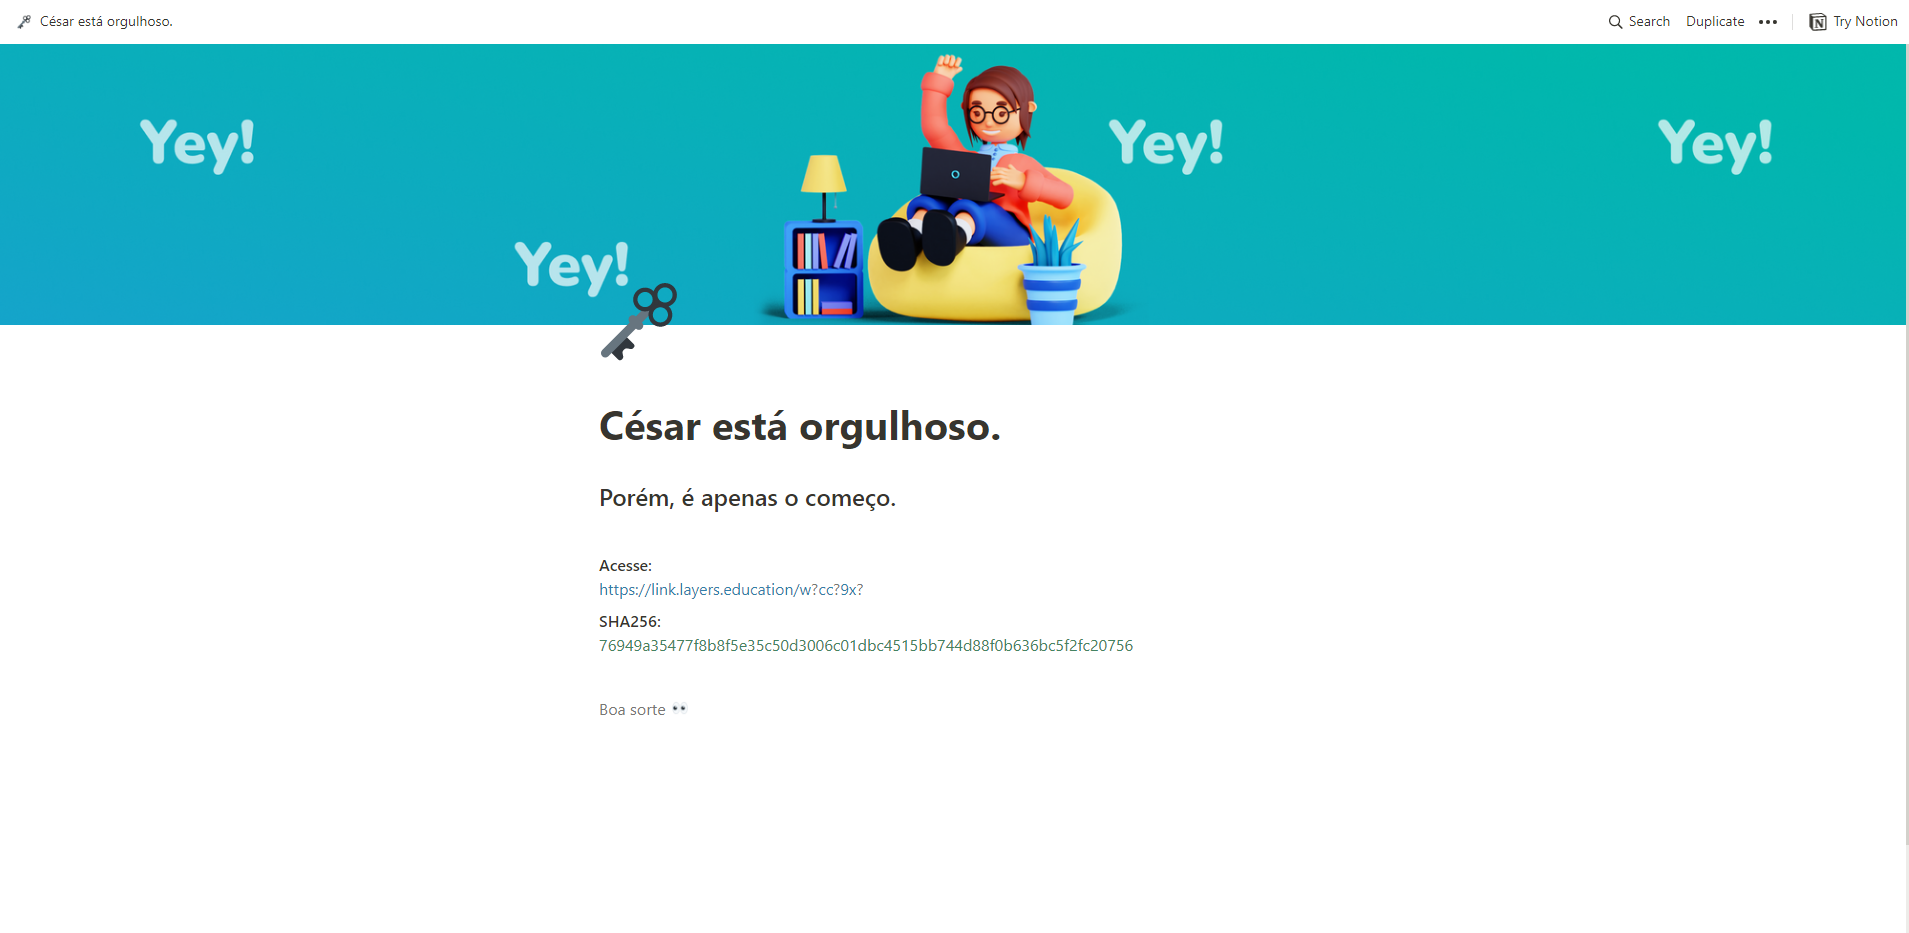 César está orgulhoso.
Search Duplicate ••• Try Notion
Yey!
Yey!
Yey!
Yey!
César está orgulhoso.
Porém, é apenas o começo.
Acesse:
https://link.layers.education/w?cc?9x?
SHA256:
76949a35477f8b8f5e35c50d3006c01dbc4515bb744d88f0b636bc5f2fc20756
Boa sorte 👀